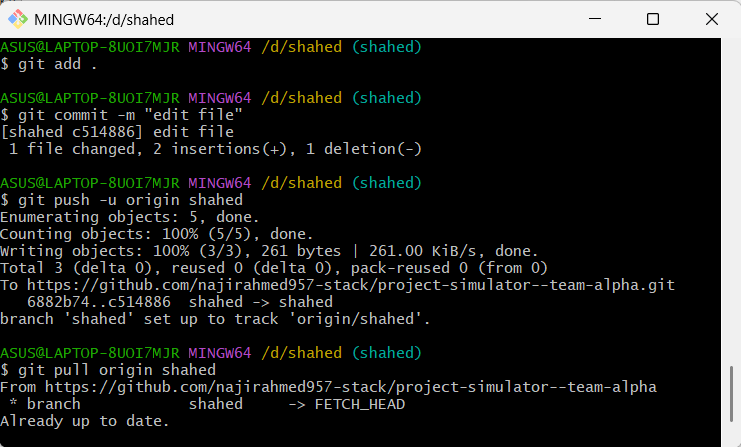 MINGW64:/d/shahed
ASUS@LAPTOP-8UOI7MJR MINGW64 /d/shahed (shahed)
$ git add .
ASUS@LAPTOP-8UOI7MJR MINGW64 /d/shahed (shahed)
$ git commit -m "edit file"
[shahed c514886] edit file
 1 file changed, 2 insertions(+), 1 deletion(-)
ASUS@LAPTOP-8UOI7MJR MINGW64 /d/shahed (shahed)
$ git push -u origin shahed
Enumerating objects: 5, done.
Counting objects: 100% (5/5), done.
Writing objects: 100% (3/3), 261 bytes | 261.00 KiB/s, done.
Total 3 (delta 0), reused 0 (delta 0), pack-reused 0 (from 0)
To https://github.com/najirahmed957-stack/project-simulator--team-alpha.git
   6882b74..c514886  shahed -> shahed
branch 'shahed' set up to track 'origin/shahed'.
ASUS@LAPTOP-8UOI7MJR MINGW64 /d/shahed (shahed)
$ git pull origin shahed
From https://github.com/najirahmed957-stack/project-simulator--team-alpha
 * branch            shahed     -> FETCH_HEAD
Already up to date.